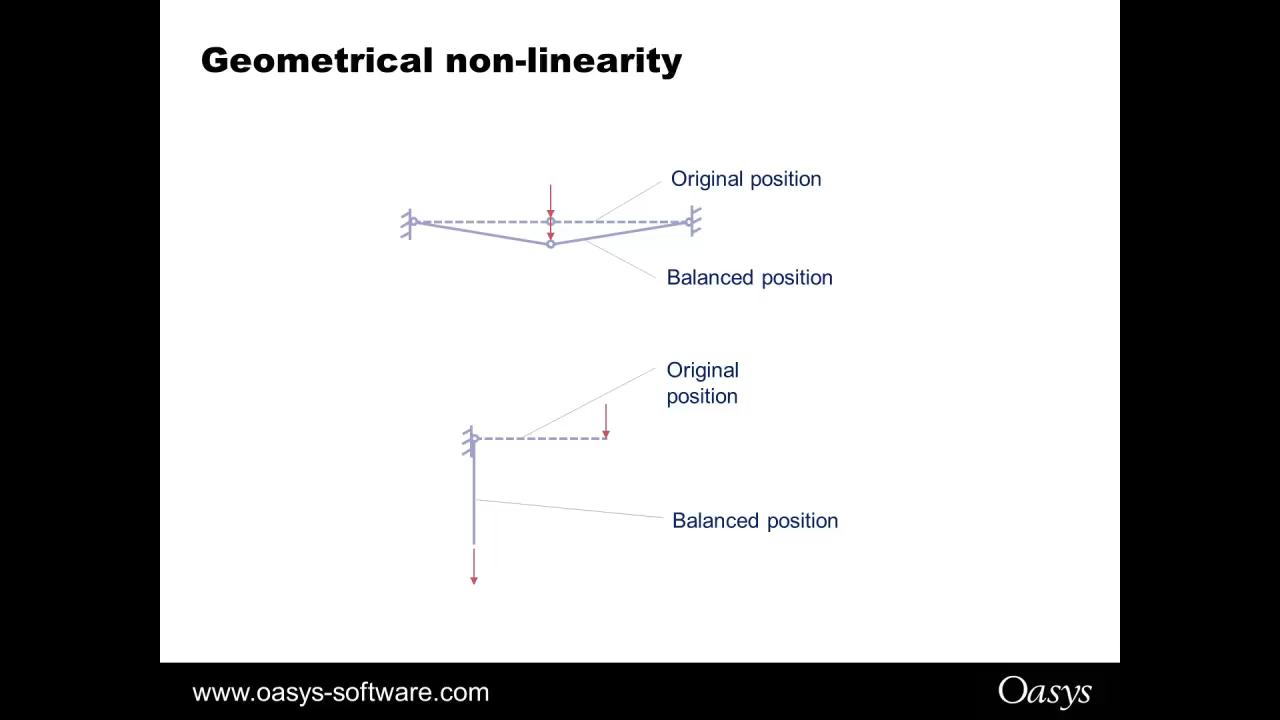 Geometrical non-linearity
Original position
Balanced position
Original
position
Balanced position
www.oasys-software.com
Oasys